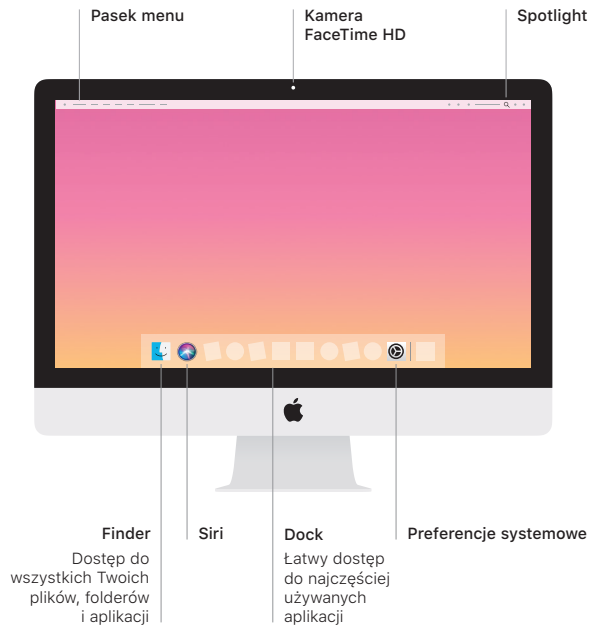 Pasek menu
Kamera
FaceTime HD
Spotlight
Finder
Dostęp do
wszystkich Twoich
plików, folderów
i aplikacji
Siri
Dock
Łatwy dostęp
do najczęściej
używanych
aplikacji
Preferencje systemowe